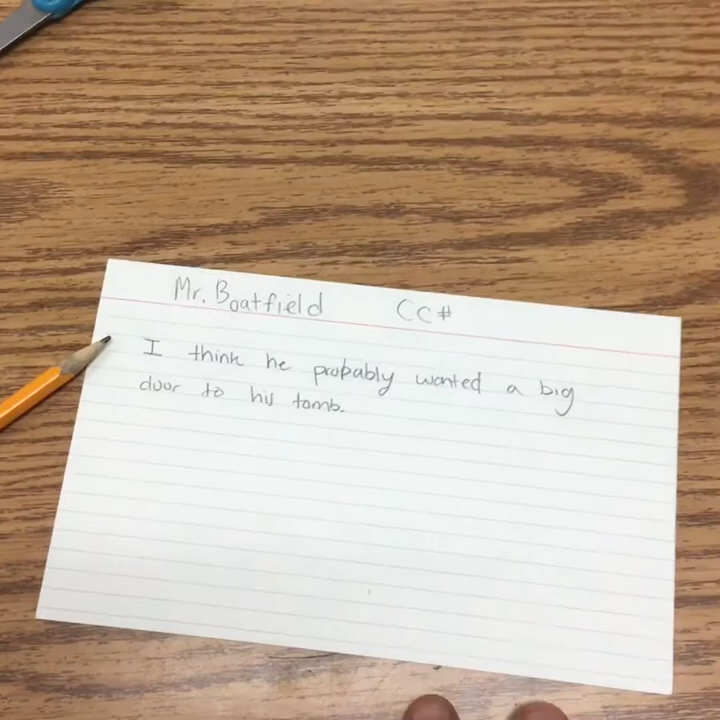 Mr. Boatfield CC#
I think he probably wanted a big
door to his tomb.